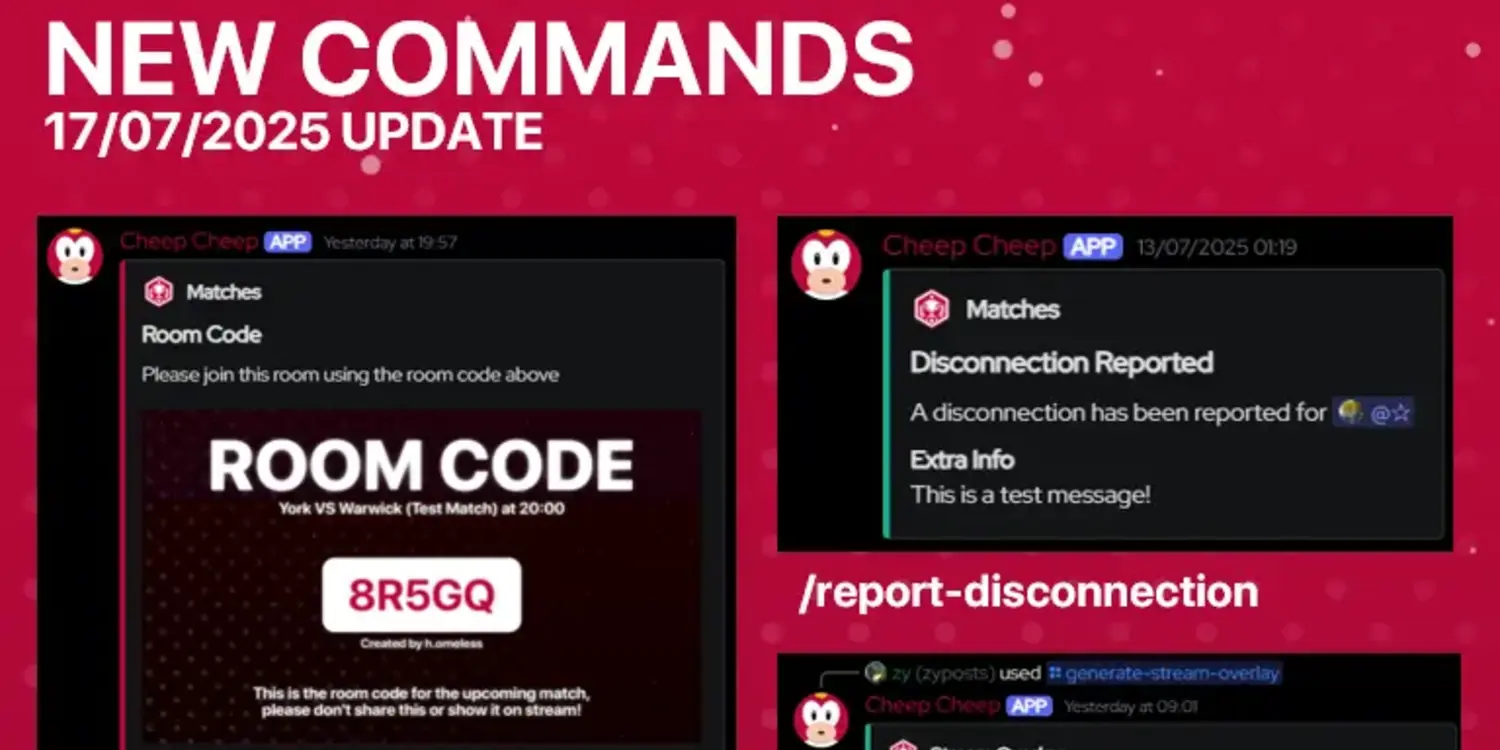 NEW COMMANDS
17/07/2025 UPDATE
Cheep Cheep APP Yesterday at 19:57
Matches
Room Code
Please join this room using the room code above
ROOM CODE
York VS Warwick (Test Match) at 20:00
8R5GQ
Created by h.omeless
This is the room code for the upcoming match,
please don't share this or show it on stream!
Cheep Cheep APP 13/07/2025 01:19
Matches
Disconnection Reported
A disconnection has been reported for @☆
Extra Info
This is a test message!
/report-disconnection
zy (zyposts) used generate-stream-overlay
Cheep Cheep APP Yesterday at 09:01